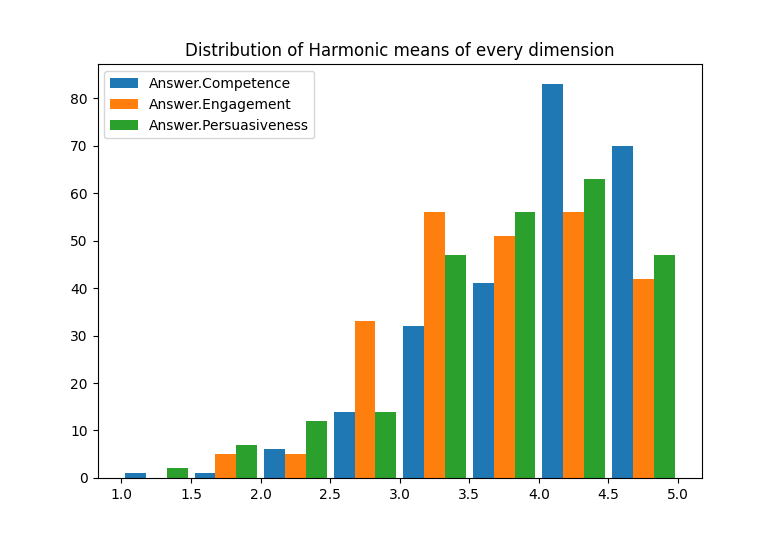 Distribution of Harmonic means of every dimension
Answer.Competence
Answer.Engagement
Answer.Persuasiveness
80
70
60
50
40
30
20
10
0
1.0 1.5 2.0 2.5 3.0 3.5 4.0 4.5 5.0